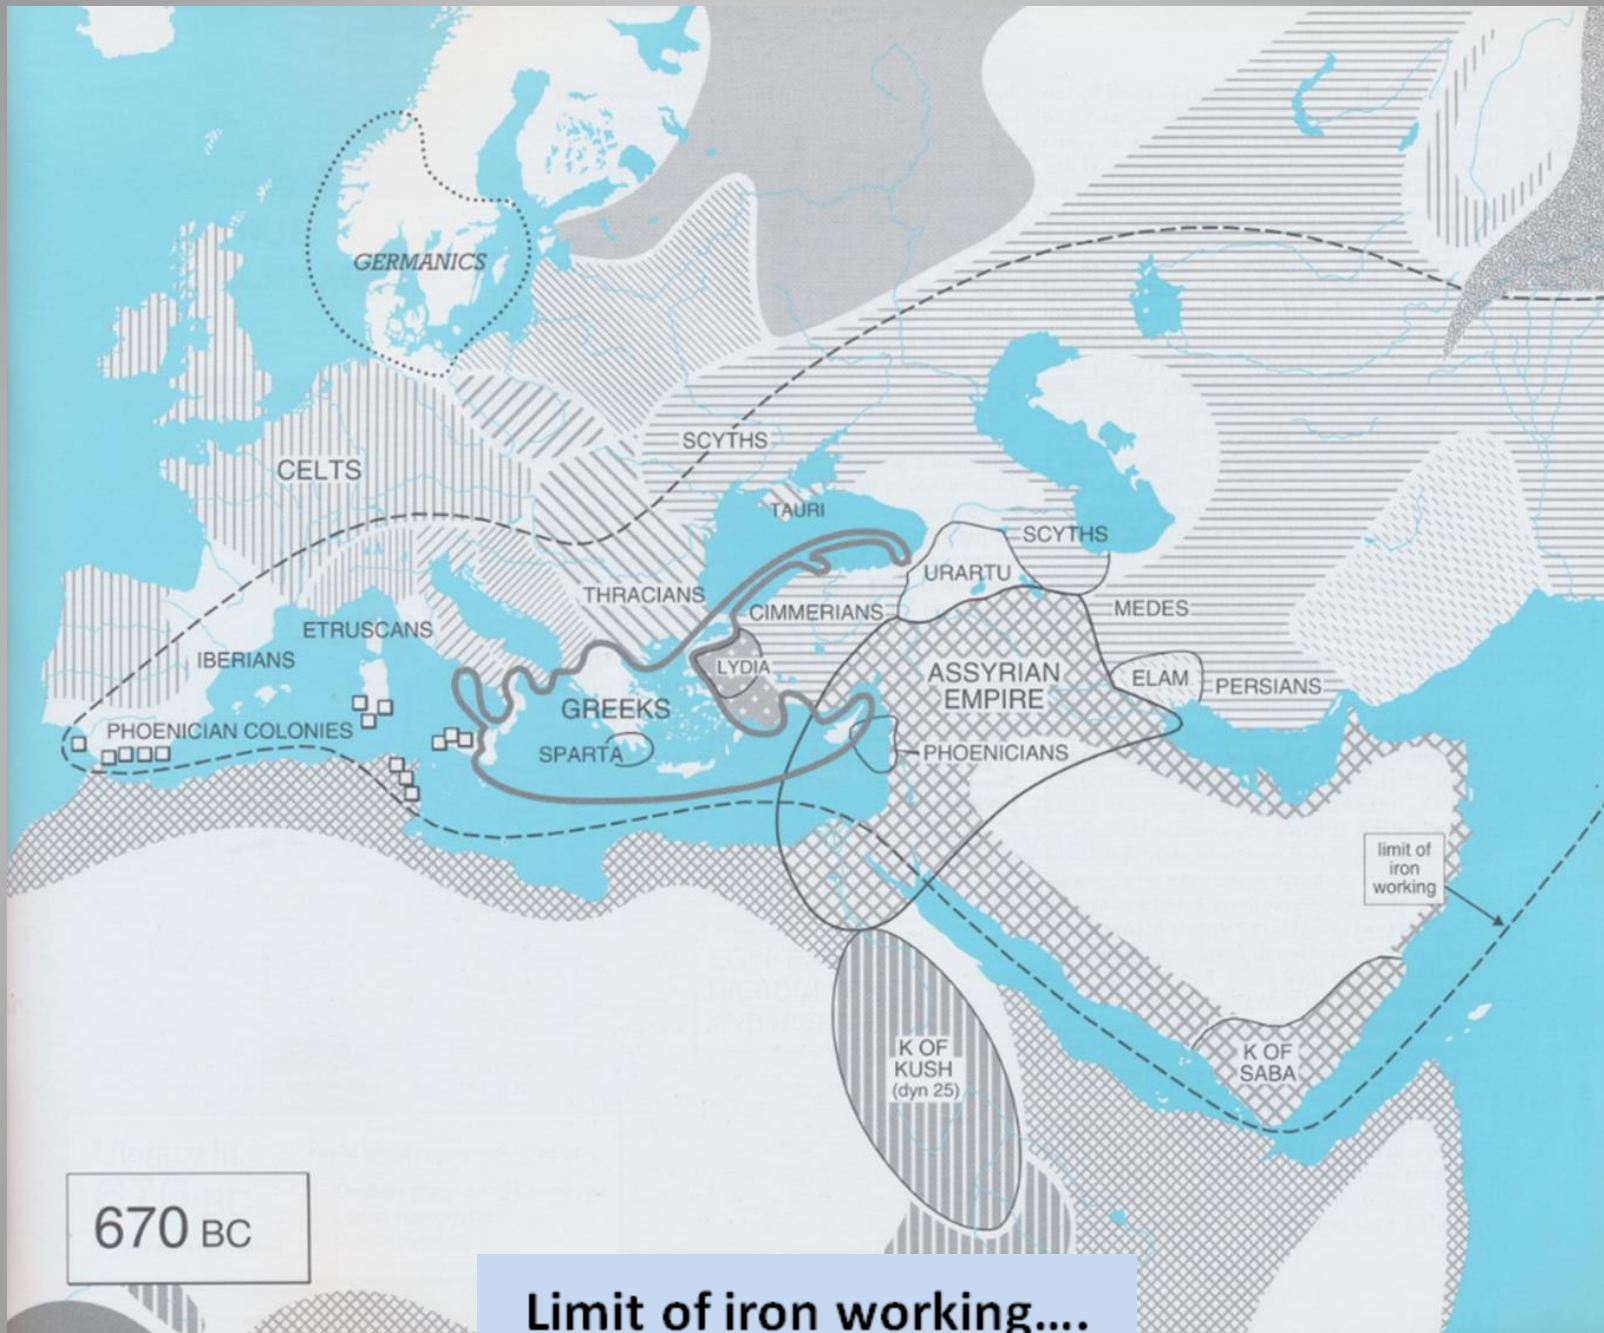 GERMANICS
CELTS
SCYTHS
TAURI
SCYTHS
URARTU
THRACIANS
CIMMERIANS
MEDES
ETRUSCANS
IBERIANS
LYDIA
ASSYRIAN
EMPIRE
ELAM
PERSIANS
GREEKS
PHOENICIAN COLONIES
SPARTA
PHOENICIANS
limit of
iron
working
K OF
KUSH
(dyn 25)
K OF
SABA
670 BC
Limit of iron working....